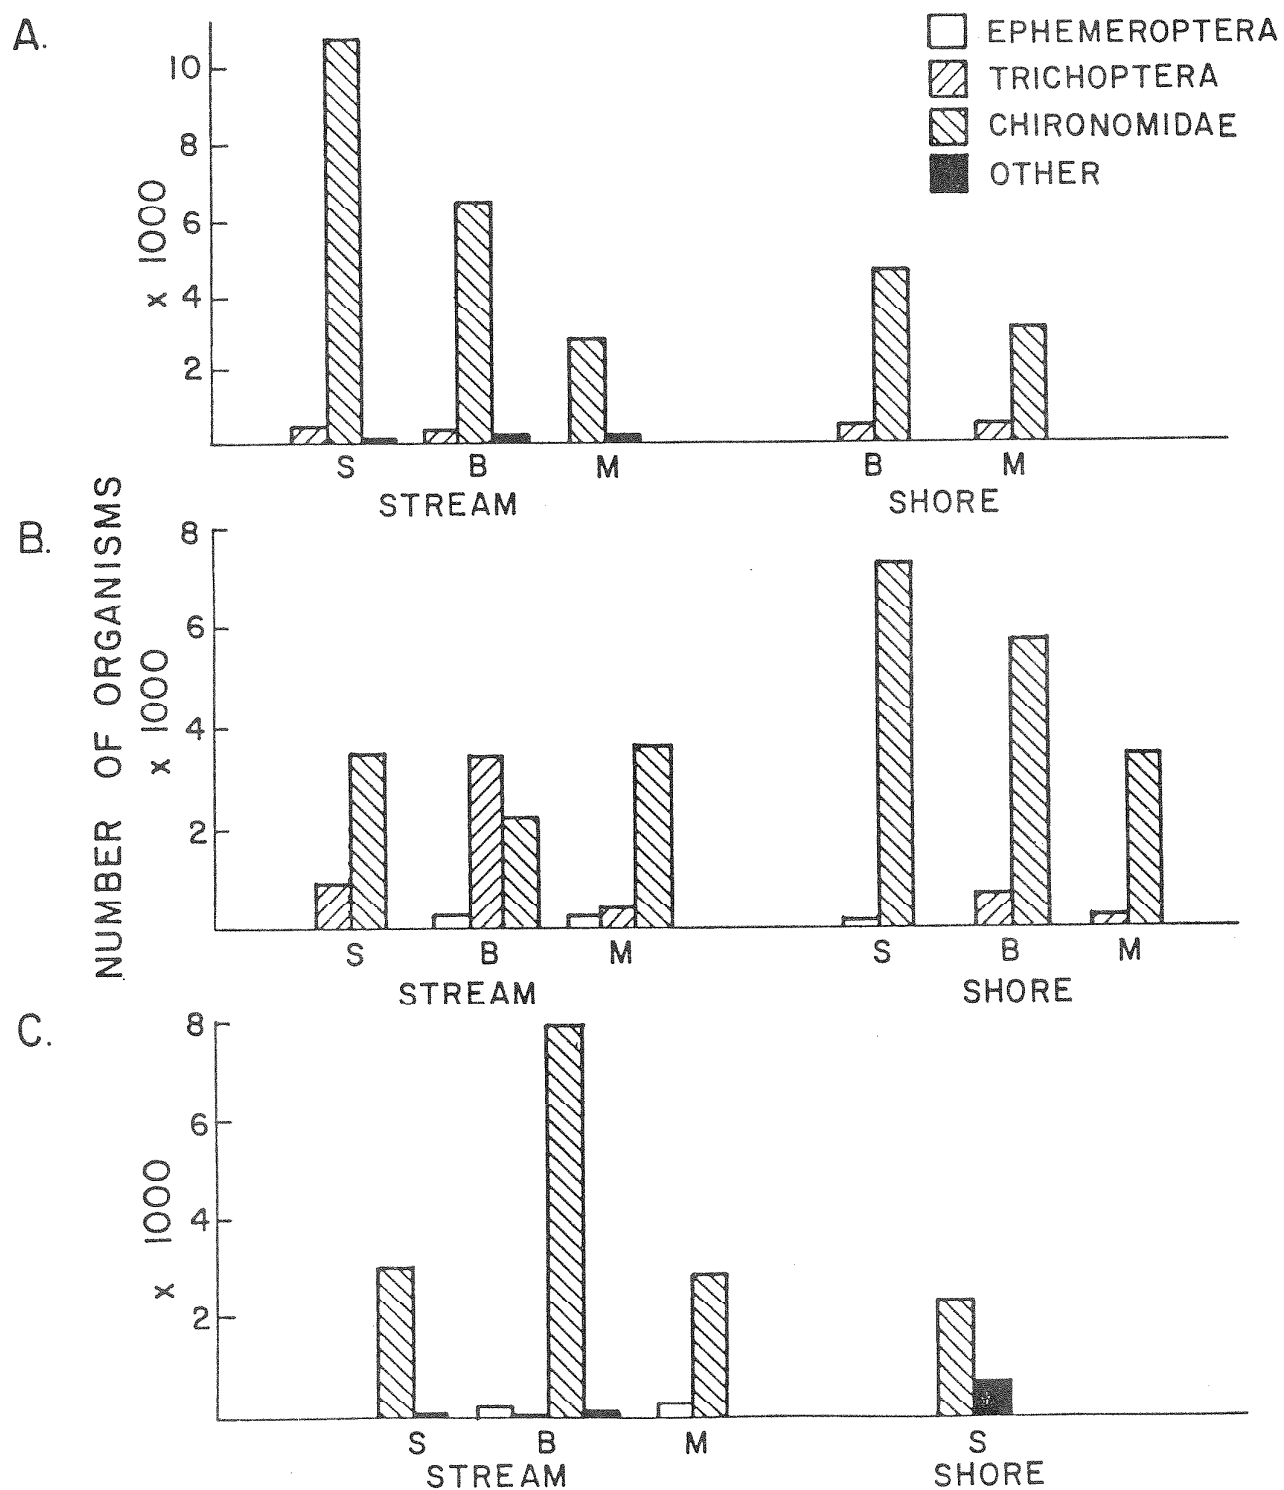 A.
EPHEMEROPTERA
TRICHOPTERA
CHIRONOMIDAE
OTHER
10
8
6
4
2
x 1000
S B M B M
STREAM SHORE
NUMBER OF ORGANISMS
B.
8
6
4
2
x 1000
S B M S B M
STREAM SHORE
C.
8
6
4
2
x 1000
S B M S
STREAM SHORE